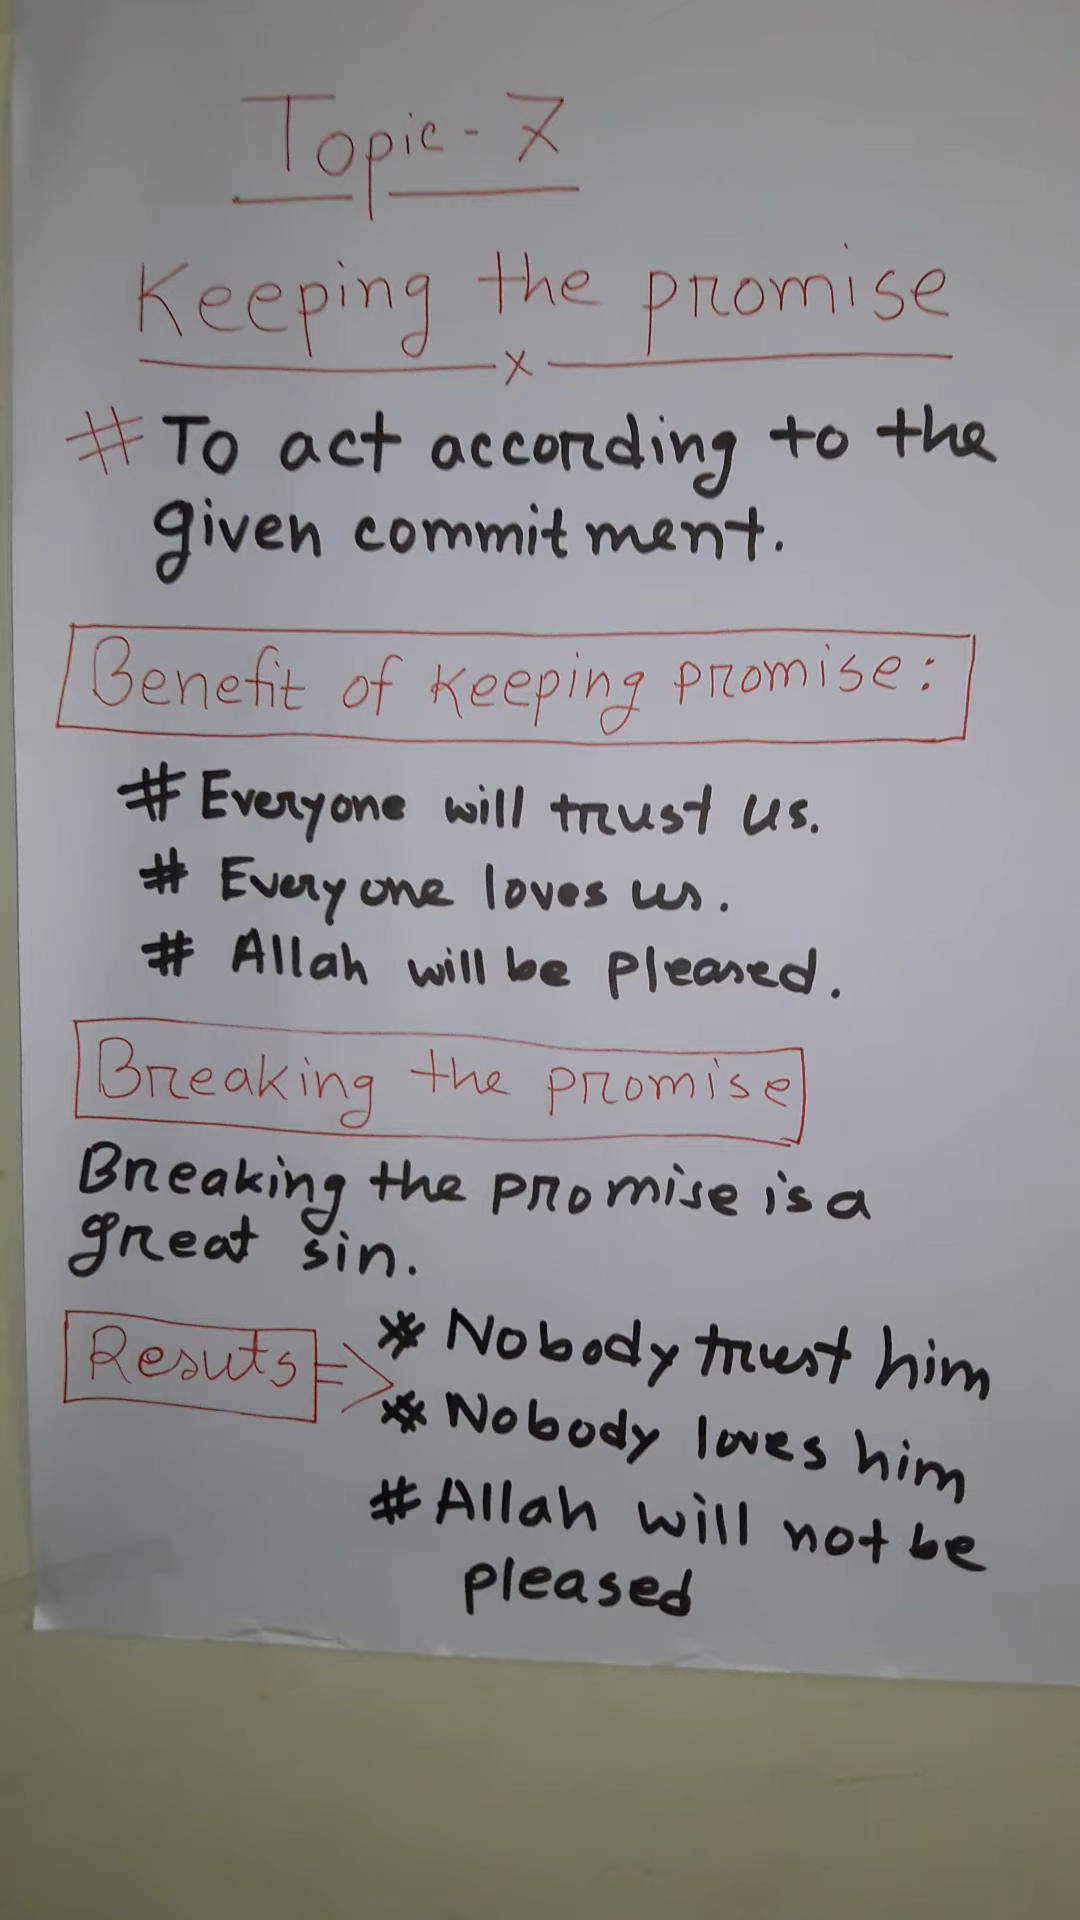 Topic - 7
Keeping the promise
x
# To act according to the
given commitment.
Benefit of keeping promise:
# Everyone will trust us.
# Everyone loves us.
# Allah will be pleased.
Breaking the promise
Breaking the promise is a
great sin.
Resuts ⇒ * Nobody trust him
* Nobody loves him
# Allah will not be
pleased